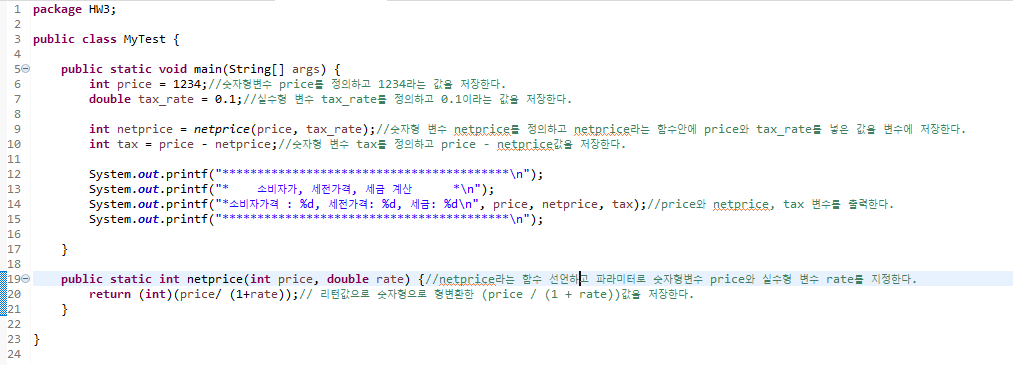 1 package HW3;
2
3 public class MyTest {
4
5 public static void main(String[] args) {
6 int price = 1234;//숫자형변수 price를 정의하고 1234라는 값을 저장한다.
7 double tax_rate = 0.1;//실수형 변수 tax_rate를 정의하고 0.1이라는 값을 저장한다.
8
9 int netprice = netprice(price, tax_rate);//숫자형 변수 netprice를 정의하고 netprice라는 함수안에 price와 tax_rate를 넣은 값을 변수에 저장한다.
10 int tax = price - netprice;//숫자형 변수 tax를 정의하고 price - netprice값을 저장한다.
11
12 System.out.printf("*****************************************\n");
13 System.out.printf("* 소비자가, 세전가격, 세금 계산 *\n");
14 System.out.printf("*소비자가격 : %d, 세전가격: %d, 세금: %d\n", price, netprice, tax);//price와 netprice, tax 변수를 출력한다.
15 System.out.printf("*****************************************\n");
16
17 }
18
19 public static int netprice(int price, double rate) {//netprice라는 함수 선언하고 파라미터로 숫자형변수 price와 실수형 변수 rate를 지정한다.
20 return (int)(price/ (1+rate));// 리턴값으로 숫자형으로 형변환한 (price / (1 + rate))값을 저장한다.
21 }
22
23 }
24